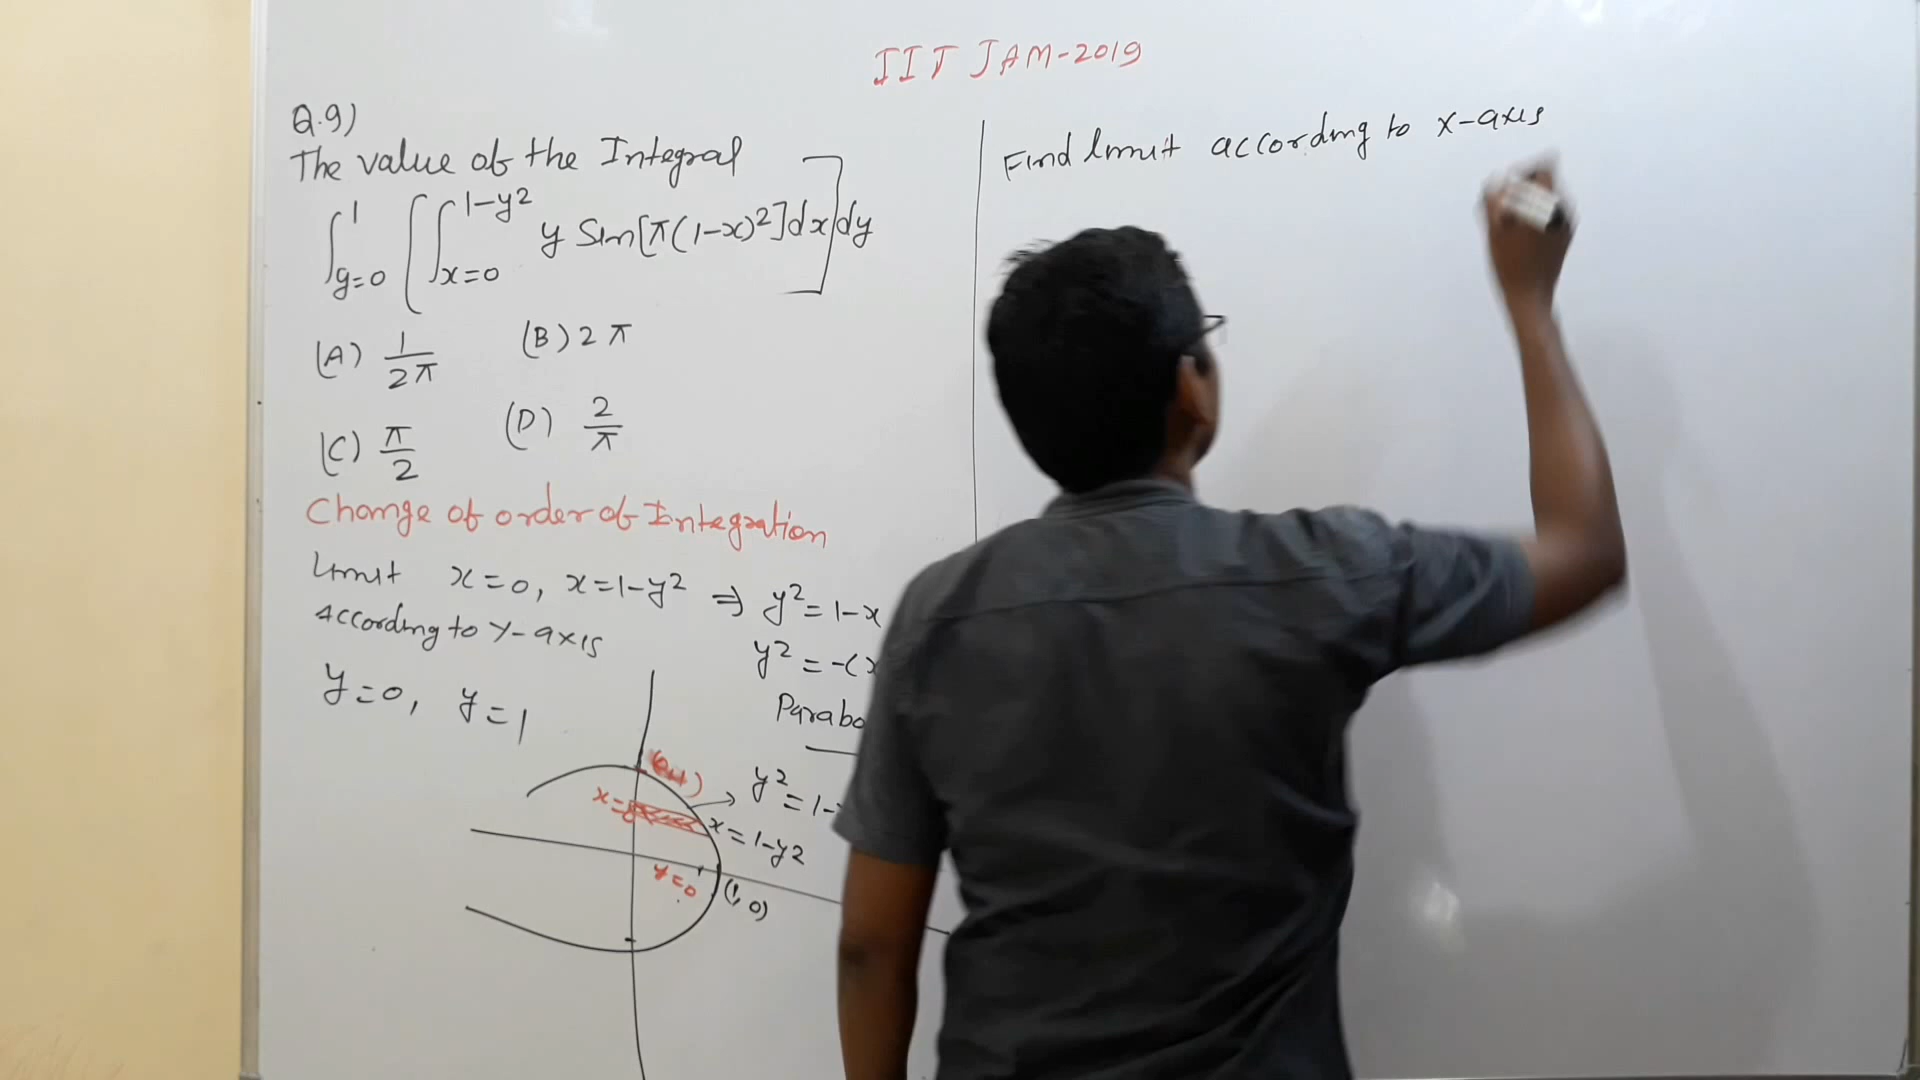 IIT JAM-2019
Q.9)
The value of the Integral
∫_{y=0}^{1} [∫_{x=0}^{1-y²} y Sin[π(1-x)²]dx]dy
(A) 1/2π (B) 2π
(C) π/2 (D) 2/π
Change of order of Integration
Limit x=0, x=1-y² ⇒ y²=1-x
According to Y-axis
y² = -(x
y=0, y=1
Parabo
y²=1-x
x=0
x=1-y2
y=0
(1,0)
Find limit according to x-axis